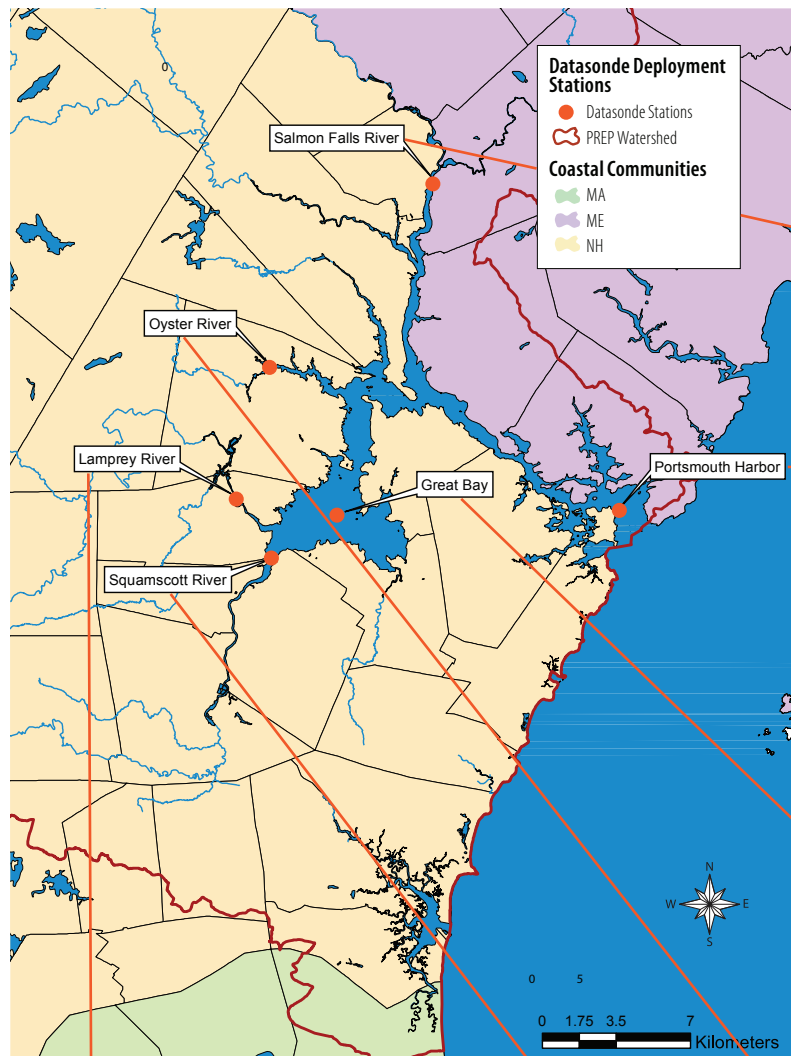 Datasonde Deployment
Stations
Datasonde Stations
PREP Watershed
Coastal Communities
MA
ME
NH
0
Salmon Falls River
Oyster River
Lamprey River
Great Bay
Portsmouth Harbor
Squamscott River
N
W E
S
0 5
0 1.75 3.5 7
Kilometers